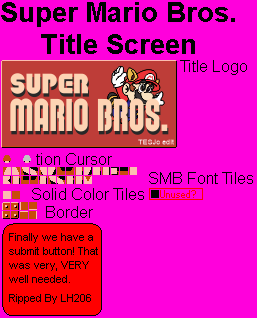 Super Mario Bros.
Title Screen
Title Logo
SUPER
MARIO BROS.
TEGJo edit
tion Cursor
SMB Font Tiles
Solid Color Tiles
Unused?
Border
Finally we have a
submit button! That
was very, VERY
well needed.
Ripped By LH206